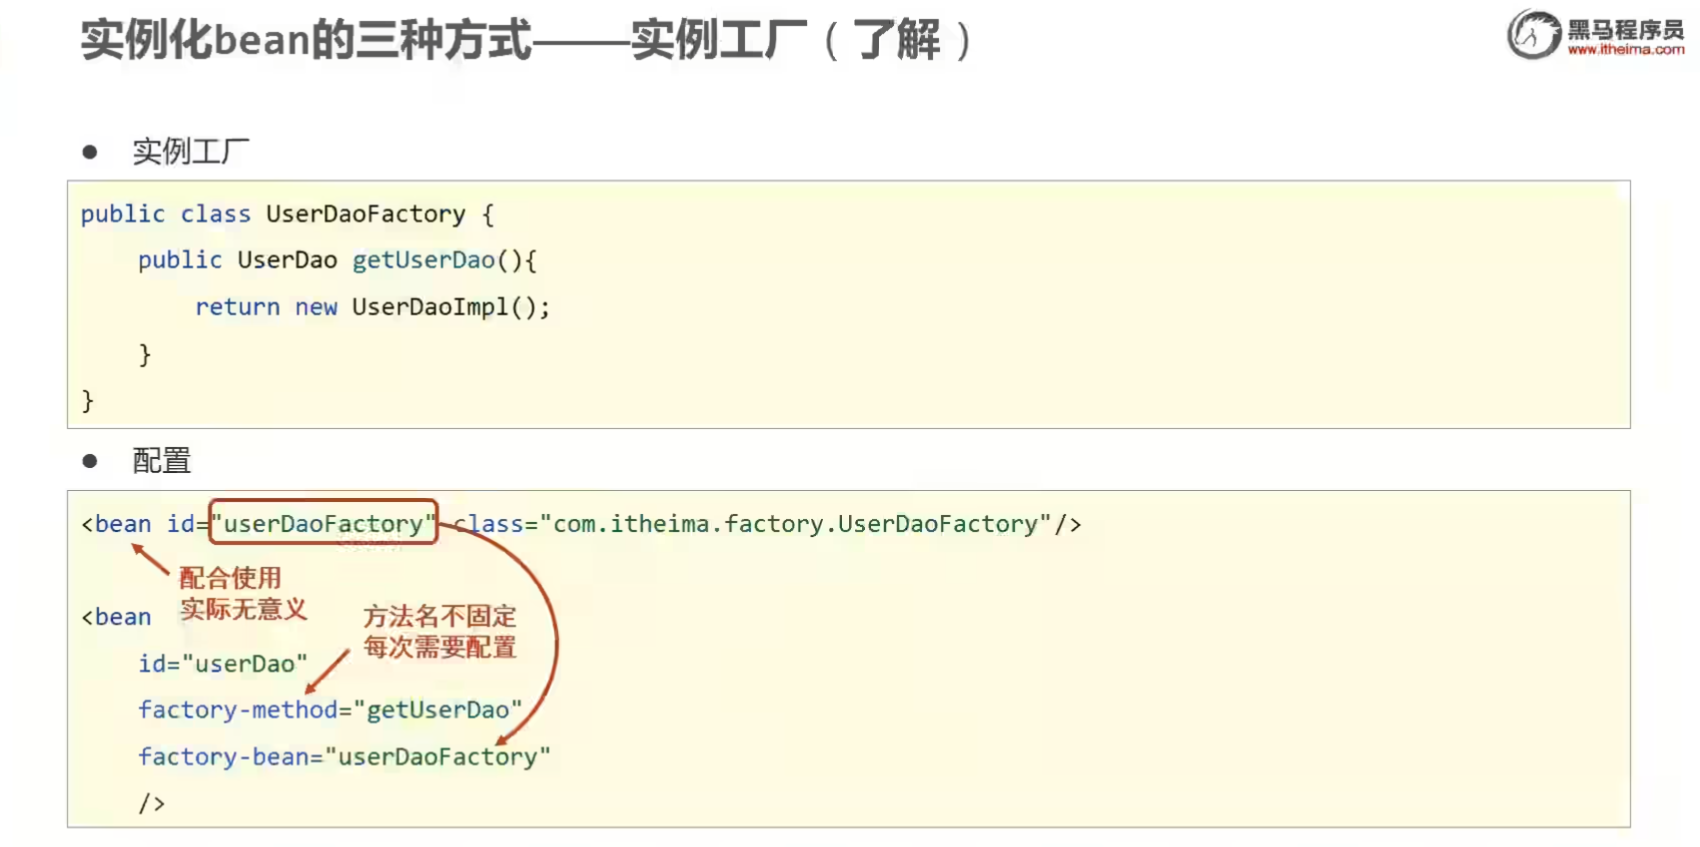 实例化bean的三种方式——实例工厂（了解）
黑马程序员
www.itheima.com
● 实例工厂
public class UserDaoFactory {
    public UserDao getUserDao(){
        return new UserDaoImpl();
    }
}
● 配置
<bean id="userDaoFactory" class="com.itheima.factory.UserDaoFactory"/>
配合使用
实际无意义
<bean
方法名不固定
每次需要配置
    id="userDao"
    factory-method="getUserDao"
    factory-bean="userDaoFactory"
    />